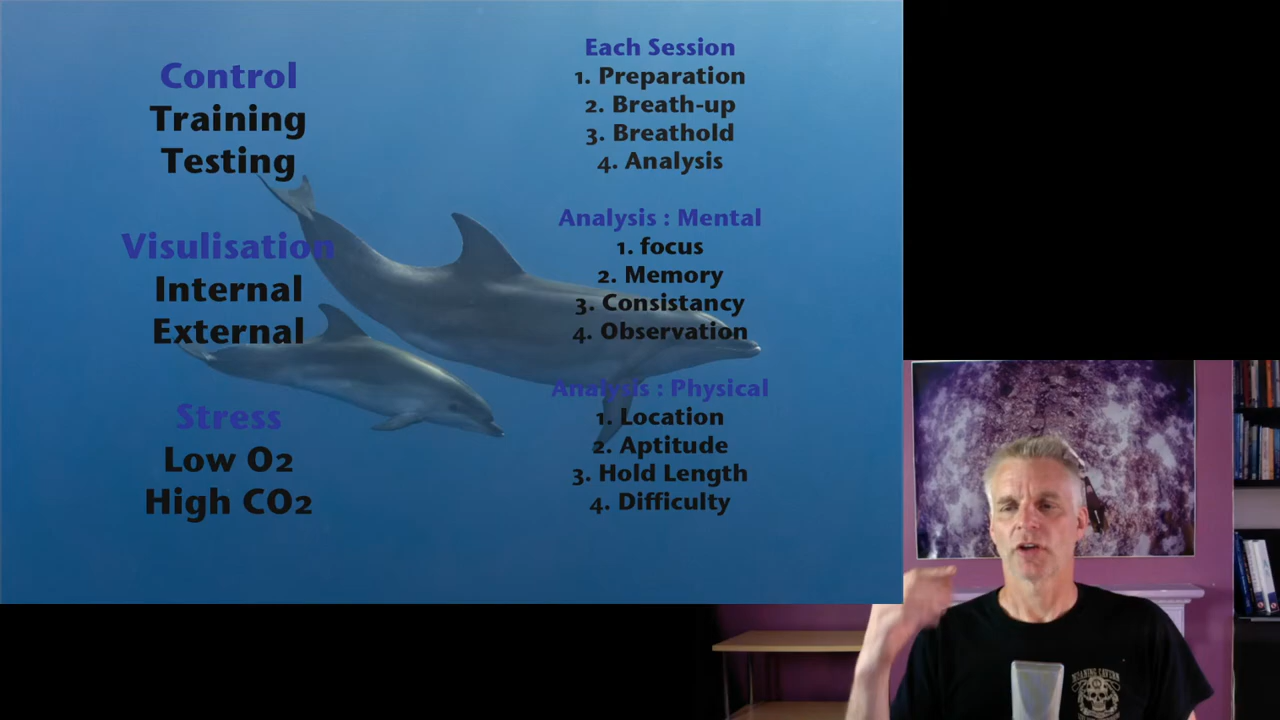 Control
Training
Testing
Visulisation
Internal
External
Stress
Low O2
High CO2
Each Session
1. Preparation
2. Breath-up
3. Breathold
4. Analysis
Analysis : Mental
1. focus
2. Memory
3. Consistancy
4. Observation
Analysis : Physical
1. Location
2. Aptitude
3. Hold Length
4. Difficulty